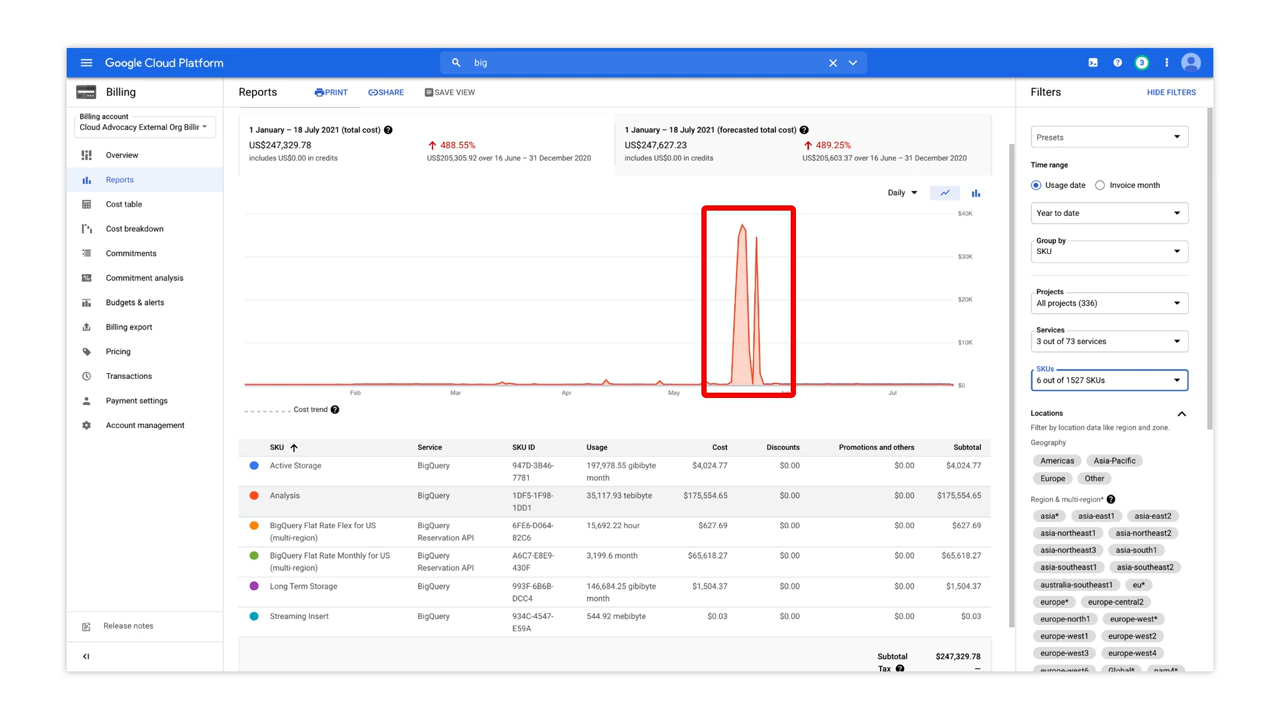 Google Cloud Platform
big
3
Billing
Billing account
Cloud Advocacy External Org Billin
Overview
Reports
Cost table
Cost breakdown
Commitments
Commitment analysis
Budgets & alerts
Billing export
Pricing
Transactions
Payment settings
Account management
Release notes
Reports
PRINT
SHARE
SAVE VIEW
1 January – 18 July 2021 (total cost)
US$247,329.78
includes US$0.00 in credits
488.55%
US$205,305.92 over 16 June – 31 December 2020
1 January – 18 July 2021 (forecasted total cost)
US$247,627.23
includes US$0.00 in credits
489.25%
US$205,603.37 over 16 June – 31 December 2020
Daily
$40K
$30K
$20K
$10K
$0
Feb Mar Apr May Jul
Cost trend
SKU Service SKU ID Usage Cost Discounts Promotions and others Subtotal
Active Storage BigQuery 947D-3B46- 197,978.55 gibibyte $4,024.77 $0.00 $0.00 $4,024.77
7781 month
Analysis BigQuery 1DF5-1F98- 35,117.93 tebibyte $175,554.65 $0.00 $0.00 $175,554.65
1DD1
BigQuery Flat Rate Flex for US BigQuery 6FE6-D064- 15,692.22 hour $627.69 $0.00 $0.00 $627.69
(multi-region) Reservation API 82C6
BigQuery Flat Rate Monthly for US BigQuery A6C7-E8E9- 3,199.6 month $65,618.27 $0.00 $0.00 $65,618.27
(multi-region) Reservation API 430F
Long Term Storage BigQuery 993F-6B6B- 146,684.25 gibibyte $1,504.37 $0.00 $0.00 $1,504.37
DCC4 month
Streaming Insert BigQuery 934C-4547- 544.92 mebibyte $0.03 $0.00 $0.00 $0.03
E59A
Subtotal $247,329.78
Tax –
Filters
HIDE FILTERS
Presets
Time range
Usage date Invoice month
Year to date
Group by
SKU
Projects
All projects (336)
Services
3 out of 73 services
SKUs
6 out of 1527 SKUs
Locations
Filter by location data like region and zone.
Geography
Americas Asia-Pacific
Europe Other
Region & multi-region*
asia* asia-east1 asia-east2
asia-northeast1 asia-northeast2
asia-northeast3 asia-south1
asia-southeast1 asia-southeast2
australia-southeast1 eu*
europe* europe-central2
europe-north1 europe-west*
europe-west1 europe-west2
europe-west3 europe-west4
europe-west6 Global* nam4*